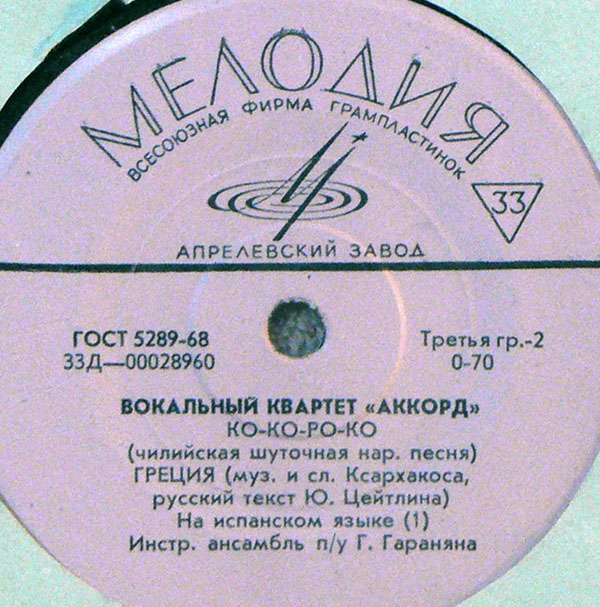 МЕЛОДИЯ
ВСЕСОЮЗНАЯ ФИРМА ГРАМПЛАСТИНОК
33
АПРЕЛЕВСКИЙ ЗАВОД
ГОСТ 5289-68
Третья гр.-2
33Д—00028960
0-70
ВОКАЛЬНЫЙ КВАРТЕТ «АККОРД»
КО-КО-РО-КО
(чилийская шуточная нар. песня)
ГРЕЦИЯ (муз. и сл. Ксархакоса,
русский текст Ю. Цейтлина)
На испанском языке (1)
Инстр. ансамбль п/у Г. Гараняна